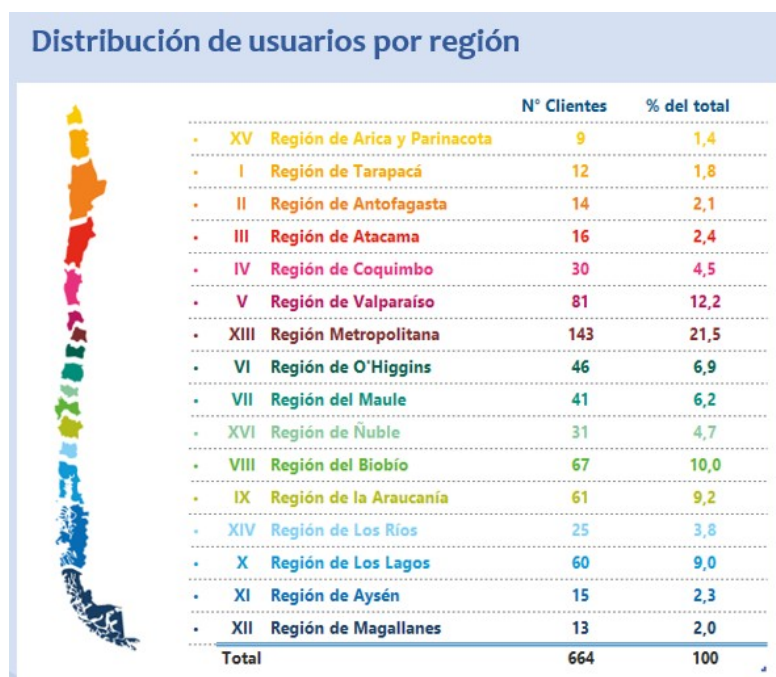 Distribución de usuarios por región
N° Clientes % del total
• XV Región de Arica y Parinacota 9 1,4
• I Región de Tarapacá 12 1,8
• II Región de Antofagasta 14 2,1
• III Región de Atacama 16 2,4
• IV Región de Coquimbo 30 4,5
• V Región de Valparaíso 81 12,2
• XIII Región Metropolitana 143 21,5
• VI Región de O'Higgins 46 6,9
• VII Región del Maule 41 6,2
• XVI Región de Ñuble 31 4,7
• VIII Región del Biobío 67 10,0
• IX Región de la Araucanía 61 9,2
• XIV Región de Los Ríos 25 3,8
• X Región de Los Lagos 60 9,0
• XI Región de Aysén 15 2,3
• XII Región de Magallanes 13 2,0
Total 664 100